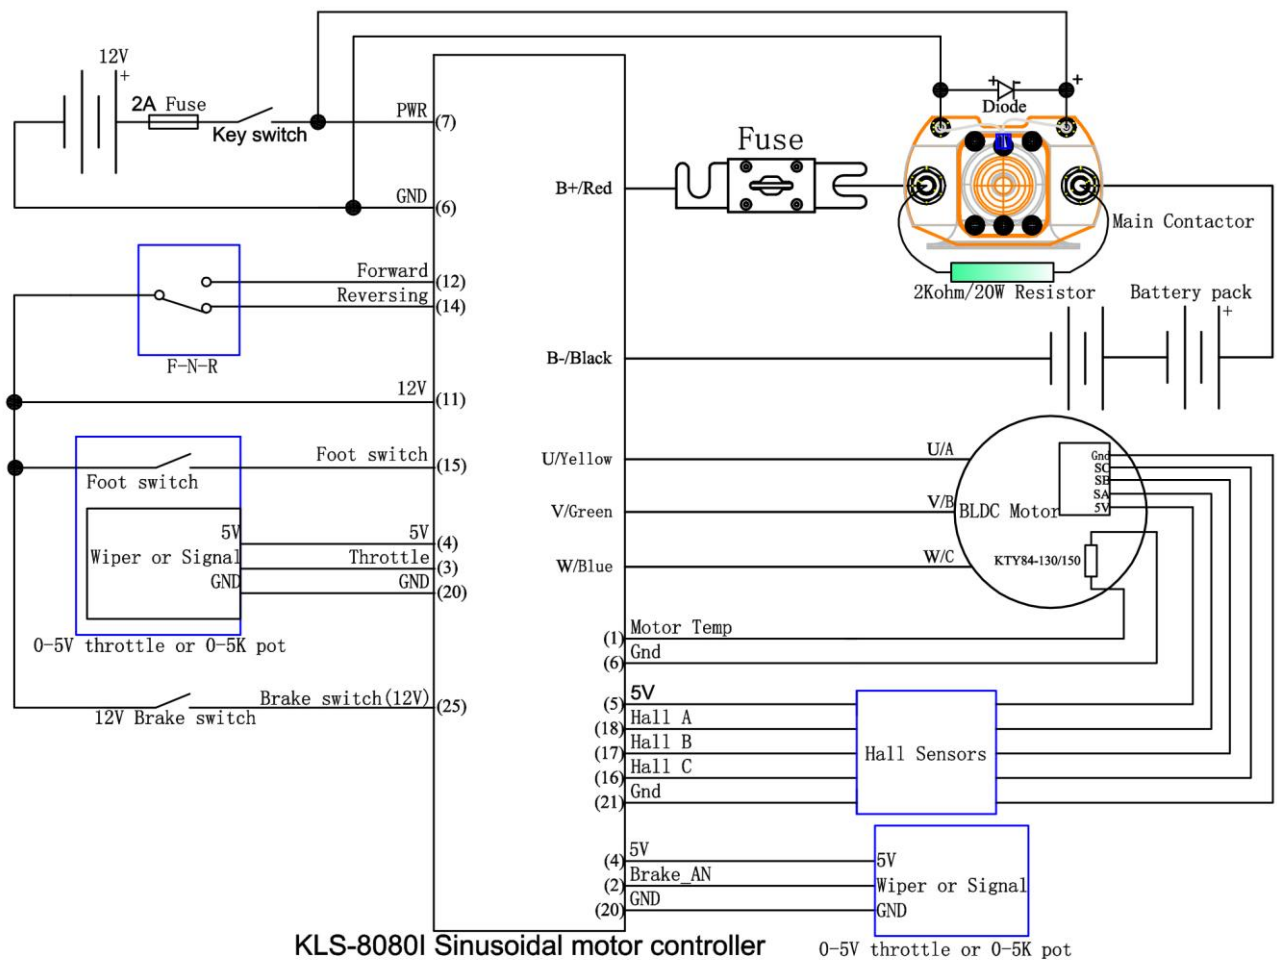 12V
+
2A Fuse
Key switch
PWR
(7)
GND
(6)
Forward
(12)
Reversing
(14)
F-N-R
12V
(11)
Foot switch
(15)
Foot switch
5V
5V
(4)
Wiper or Signal
Throttle
(3)
GND
GND
(20)
0-5V throttle or 0-5K pot
Brake switch(12V)
(25)
12V Brake switch
+
Diode
+
Fuse
B+/Red
Main Contactor
2Kohm/20W Resistor
Battery pack
+
B-/Black
U/Yellow
U/A
V/Green
V/B
W/Blue
W/C
BLDC Motor
Gnd
SC
SB
SA
5V
KTY84-130/150
(1)
Motor Temp
(6)
Gnd
(5)
5V
(18)
Hall A
(17)
Hall B
(16)
Hall C
(21)
Gnd
Hall Sensors
(4)
5V
5V
(2)
Brake_AN
Wiper or Signal
(20)
GND
GND
0-5V throttle or 0-5K pot
KLS-8080I Sinusoidal motor controller